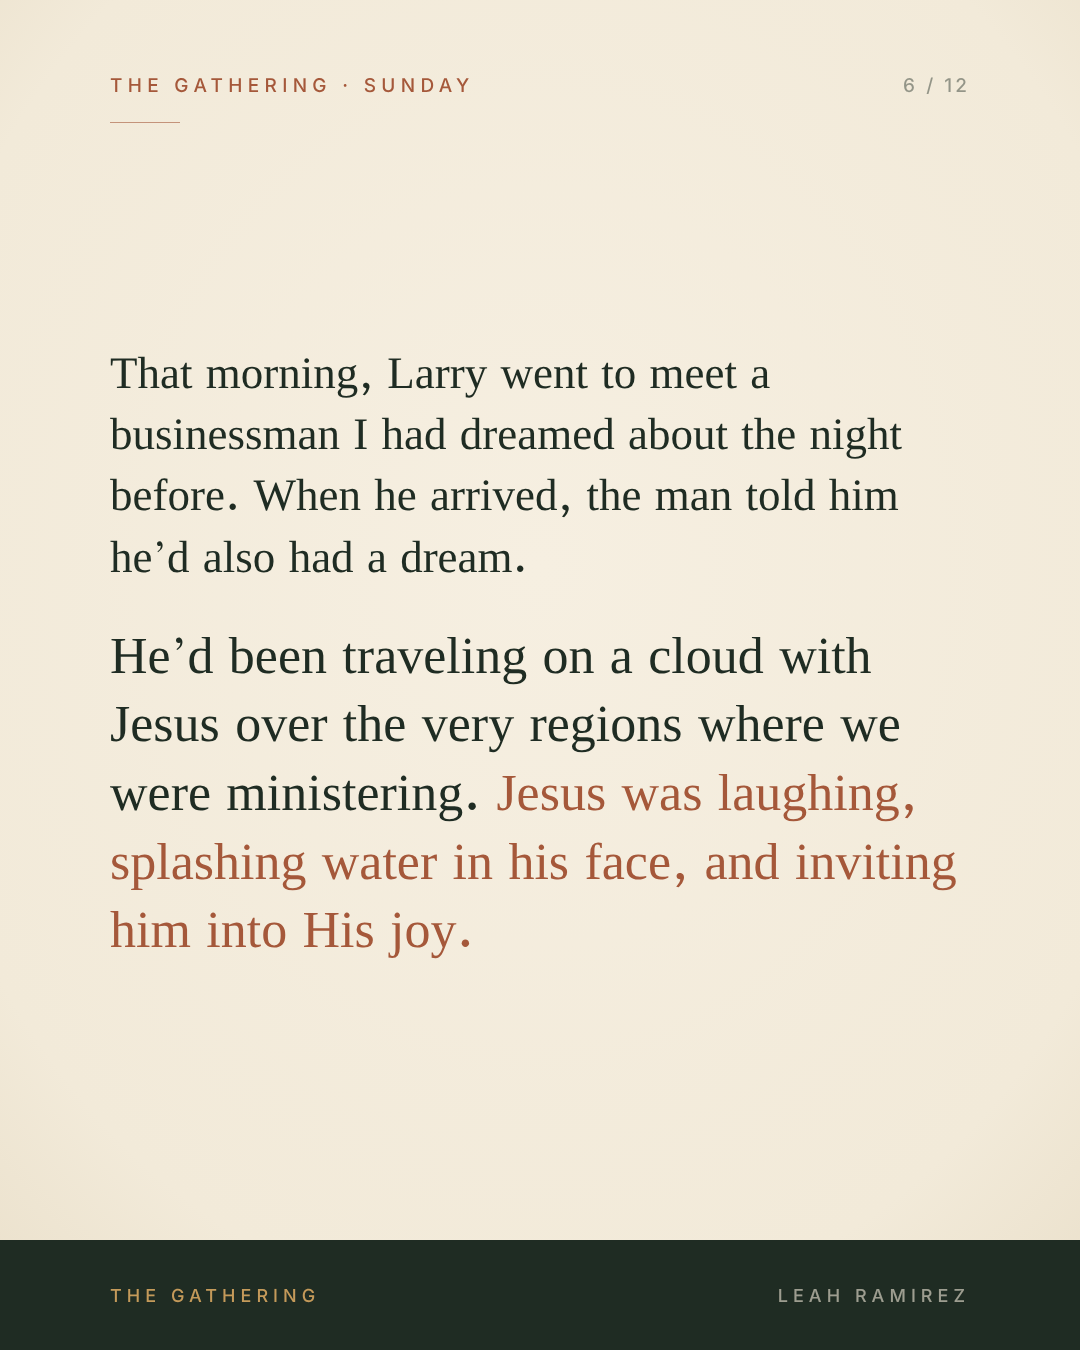 THE GATHERING · SUNDAY
6 / 12
That morning, Larry went to meet a
businessman I had dreamed about the night
before. When he arrived, the man told him
he’d also had a dream.
He’d been traveling on a cloud with
Jesus over the very regions where we
were ministering. Jesus was laughing,
splashing water in his face, and inviting
him into His joy.
THE GATHERING
LEAH RAMIREZ